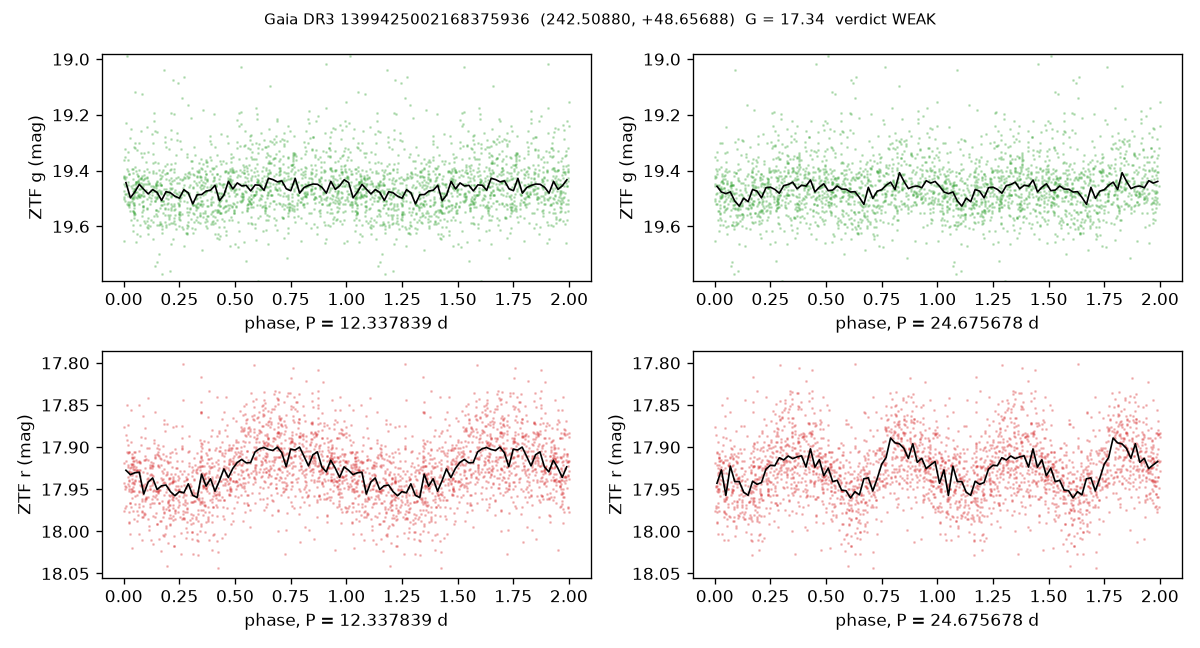 Gaia DR3 1399425002168375936 (242.50880, +48.65688) G = 17.34 verdict WEAK
ZTF g (mag)
19.0
19.2
19.4
19.6
0.00 0.25 0.50 0.75 1.00 1.25 1.50 1.75 2.00
phase, P = 12.337839 d
ZTF g (mag)
19.0
19.2
19.4
19.6
0.00 0.25 0.50 0.75 1.00 1.25 1.50 1.75 2.00
phase, P = 24.675678 d
ZTF r (mag)
17.80
17.85
17.90
17.95
18.00
18.05
0.00 0.25 0.50 0.75 1.00 1.25 1.50 1.75 2.00
phase, P = 12.337839 d
ZTF r (mag)
17.80
17.85
17.90
17.95
18.00
18.05
0.00 0.25 0.50 0.75 1.00 1.25 1.50 1.75 2.00
phase, P = 24.675678 d